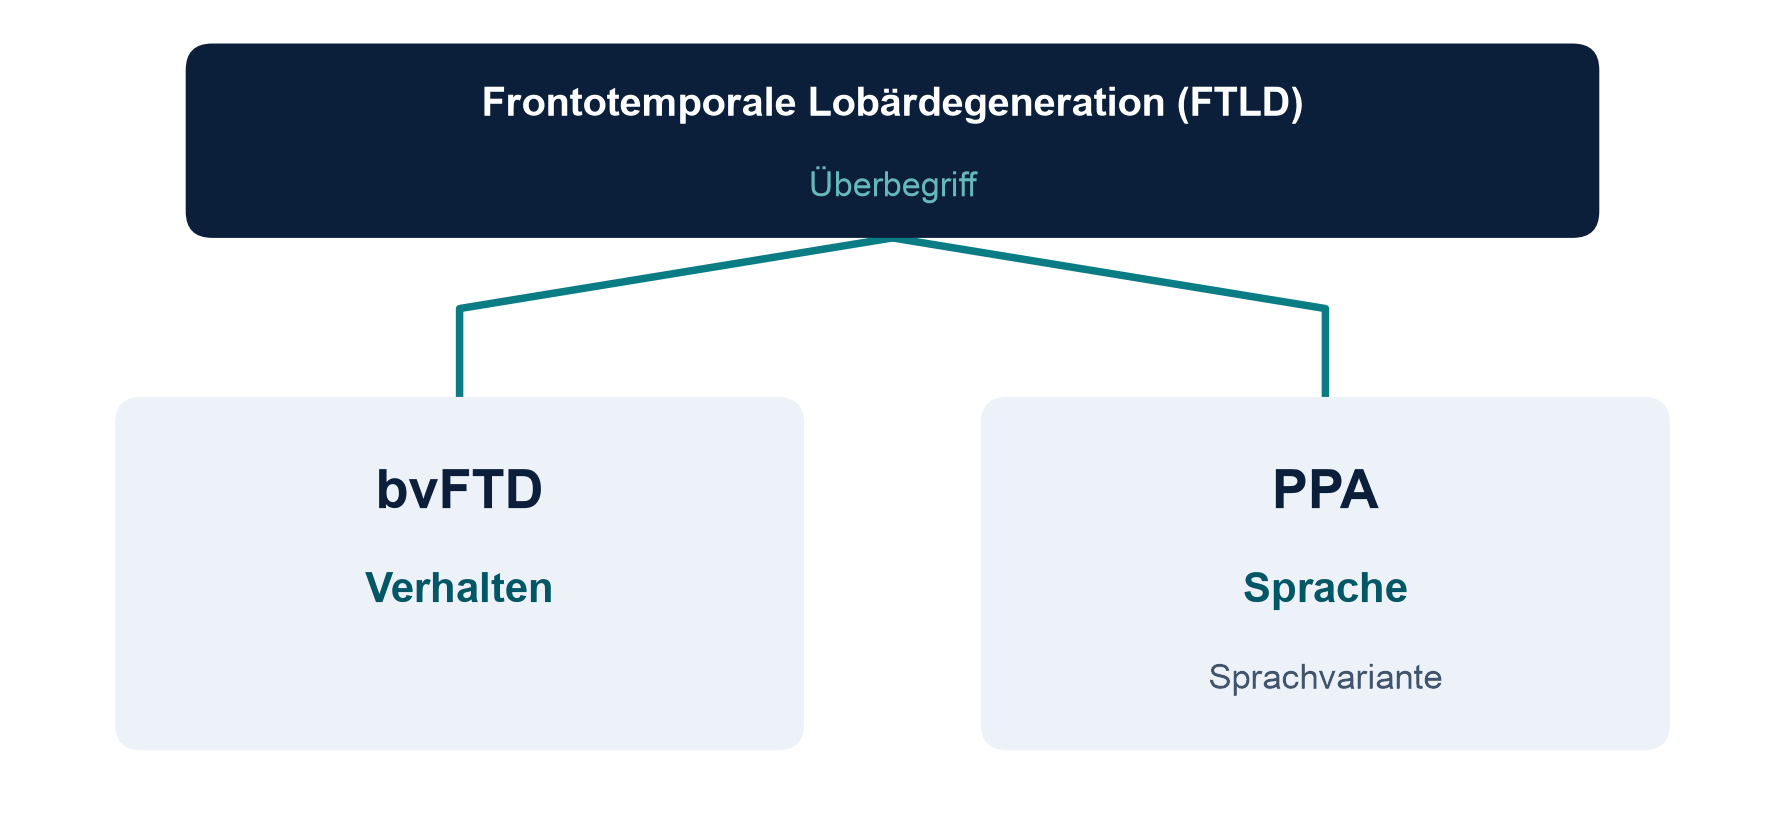 Frontotemporale Lobärdegeneration (FTLD)
Überbegriff
bvFTD
Verhalten
PPA
Sprache
Sprachvariante